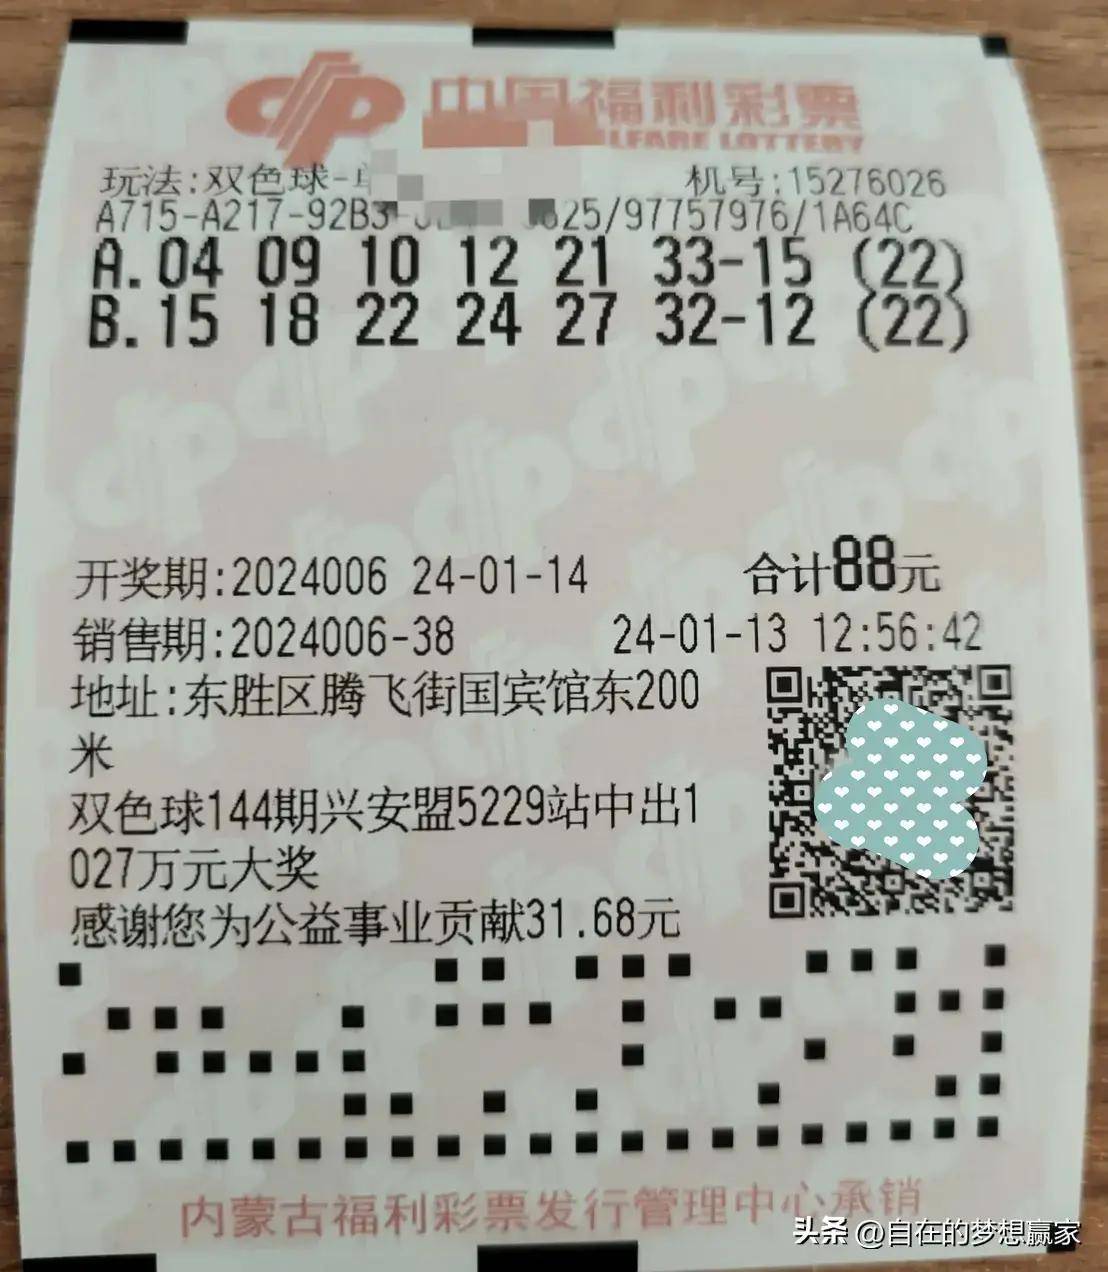 中国福利彩票
LFARE LOTTERY
玩法:双色球- 机号:15276026
A715-A217-92B3- 625/97757976/1A64C
A.04 09 10 12 21 33-15 (22)
B.15 18 22 24 27 32-12 (22)
开奖期:2024006 24-01-14 合计88元
销售期:2024006-38 24-01-13 12:56:42
地址:东胜区腾飞街国宾馆东200
米
双色球144期兴安盟5229站中出1
027万元大奖
感谢您为公益事业贡献31.68元
内蒙古福利彩票发行管理中心承销
头条 @自在的梦想赢家